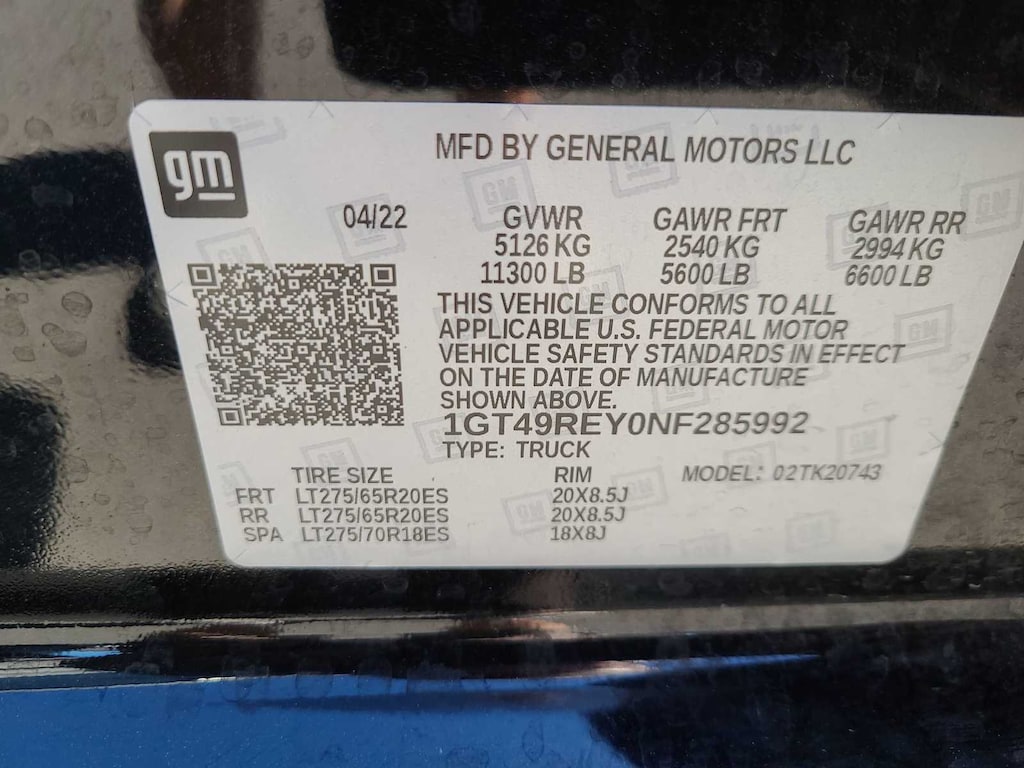 gm
MFD BY GENERAL MOTORS LLC
04/22 GVWR GAWR FRT GAWR RR
5126 KG 2540 KG 2994 KG
11300 LB 5600 LB 6600 LB
THIS VEHICLE CONFORMS TO ALL
APPLICABLE U.S. FEDERAL MOTOR
VEHICLE SAFETY STANDARDS IN EFFECT
ON THE DATE OF MANUFACTURE
SHOWN ABOVE.
1GT49REY0NF285992
TYPE: TRUCK
TIRE SIZE RIM MODEL: 02TK20743
FRT LT275/65R20ES 20X8.5J
RR LT275/65R20ES 20X8.5J
SPA LT275/70R18ES 18X8J